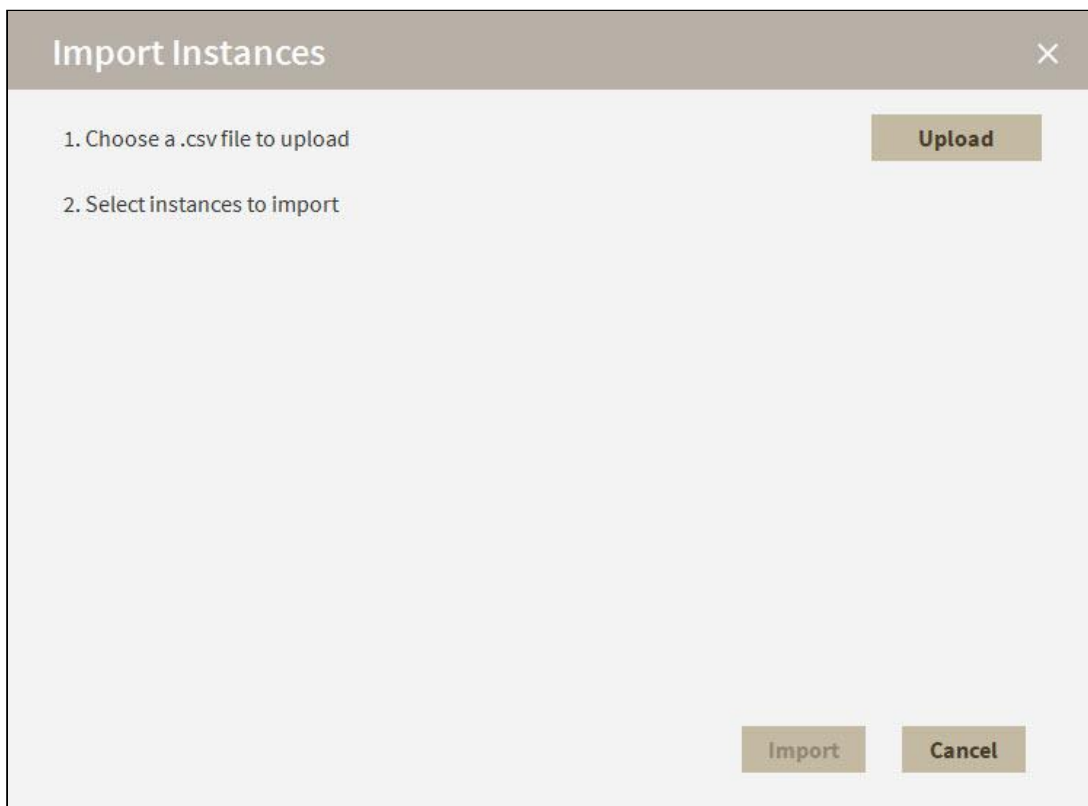 Import Instances
1. Choose a .csv file to upload
Upload
2. Select instances to import
Import
Cancel